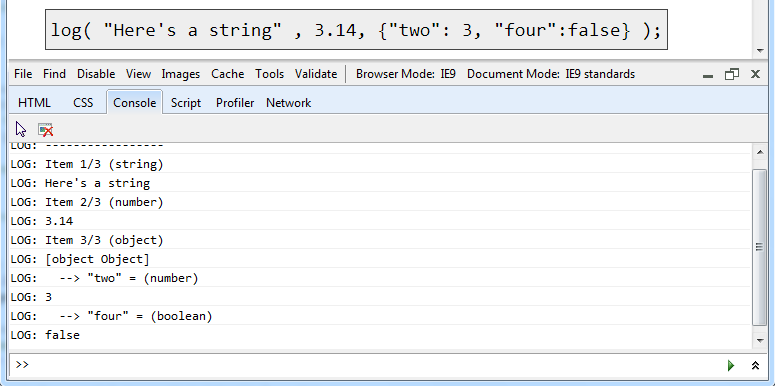 log( "Here's a string" , 3.14, {"two": 3, "four":false} );
File Find Disable View Images Cache Tools Validate Browser Mode: IE9 Document Mode: IE9 standards
HTML CSS Console Script Profiler Network
LOG: -----------------
LOG: Item 1/3 (string)
LOG: Here's a string
LOG: Item 2/3 (number)
LOG: 3.14
LOG: Item 3/3 (object)
LOG: [object Object]
LOG:   --> "two" = (number)
LOG: 3
LOG:   --> "four" = (boolean)
LOG: false
>>